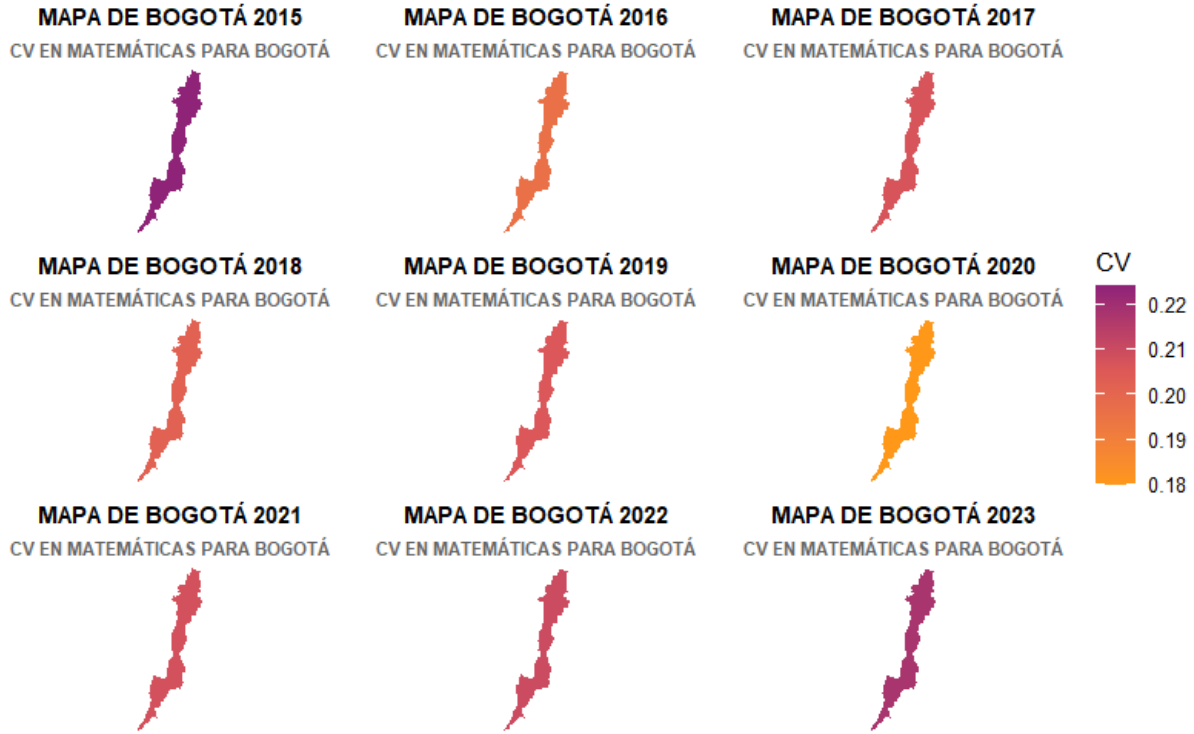 MAPA DE BOGOTÁ 2015
CV EN MATEMÁTICAS PARA BOGOTÁ
MAPA DE BOGOTÁ 2016
CV EN MATEMÁTICAS PARA BOGOTÁ
MAPA DE BOGOTÁ 2017
CV EN MATEMÁTICAS PARA BOGOTÁ
MAPA DE BOGOTÁ 2018
CV EN MATEMÁTICAS PARA BOGOTÁ
MAPA DE BOGOTÁ 2019
CV EN MATEMÁTICAS PARA BOGOTÁ
MAPA DE BOGOTÁ 2020
CV EN MATEMÁTICAS PARA BOGOTÁ
MAPA DE BOGOTÁ 2021
CV EN MATEMÁTICAS PARA BOGOTÁ
MAPA DE BOGOTÁ 2022
CV EN MATEMÁTICAS PARA BOGOTÁ
MAPA DE BOGOTÁ 2023
CV EN MATEMÁTICAS PARA BOGOTÁ
CV
0.22
0.21
0.20
0.19
0.18